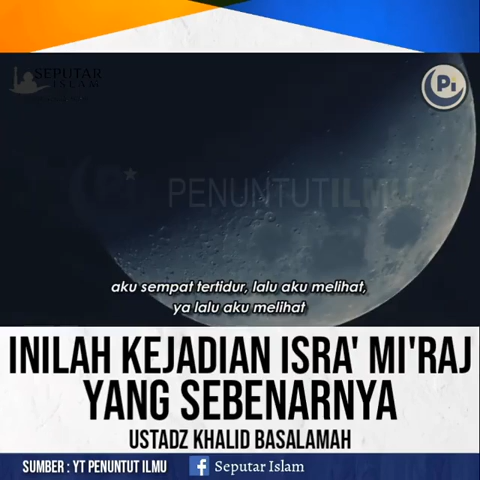 SEPUTAR
ISLAM
Pi
PENUNTUTILMU
aku sempat tertidur, lalu aku melihat,
ya lalu aku melihat
INILAH KEJADIAN ISRA' MI'RAJ
YANG SEBENARNYA
USTADZ KHALID BASALAMAH
SUMBER : YT PENUNTUT ILMU
Seputar Islam